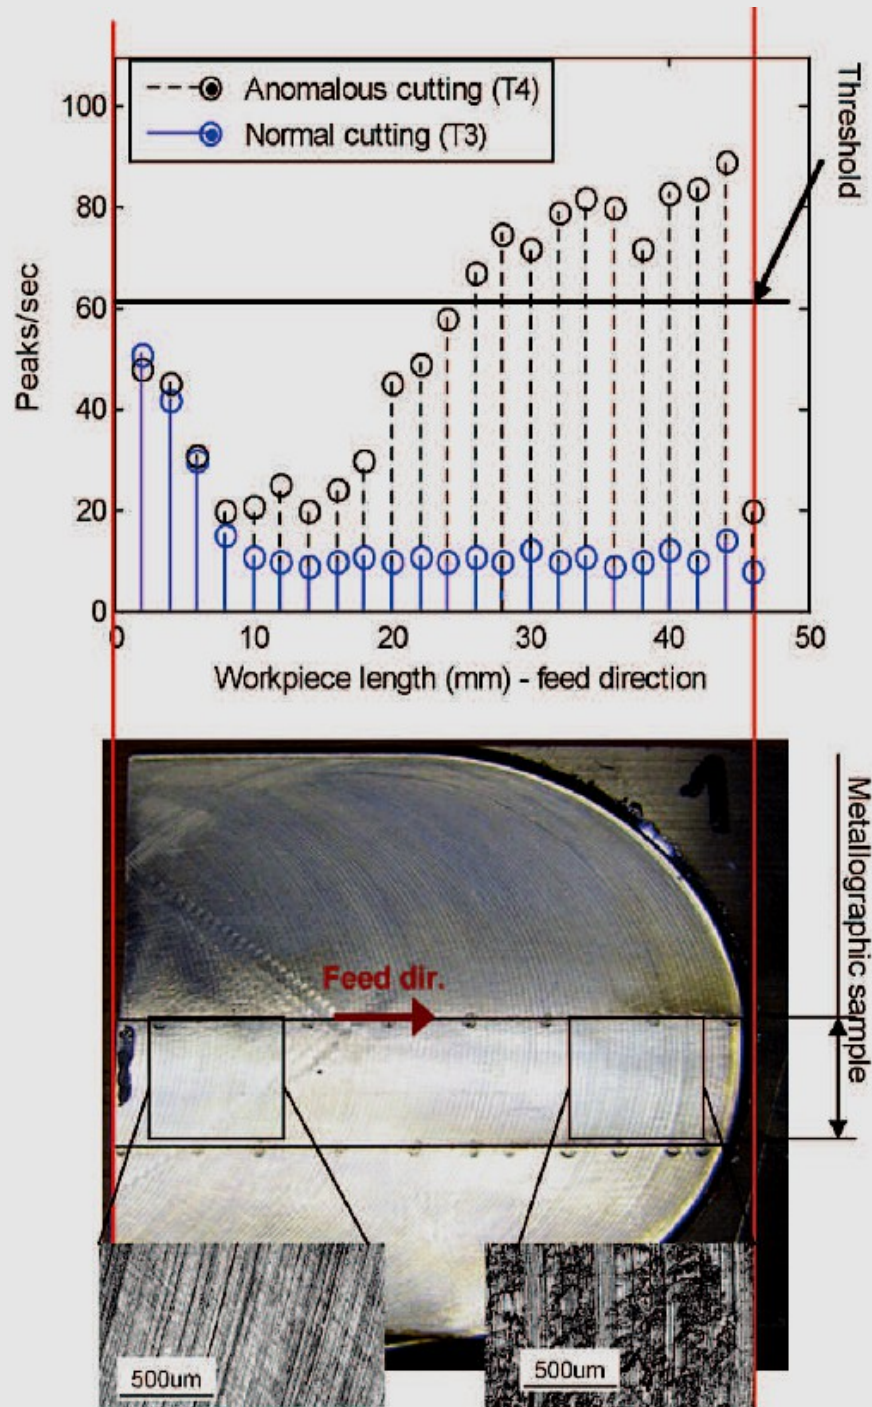 100
80
60
40
20
0
Peaks/sec
Anomalous cutting (T4)
Normal cutting (T3)
Threshold
0 10 20 30 40 50
Workpiece length (mm) - feed direction
Feed dir.
1
Metallographic sample
500um
500um